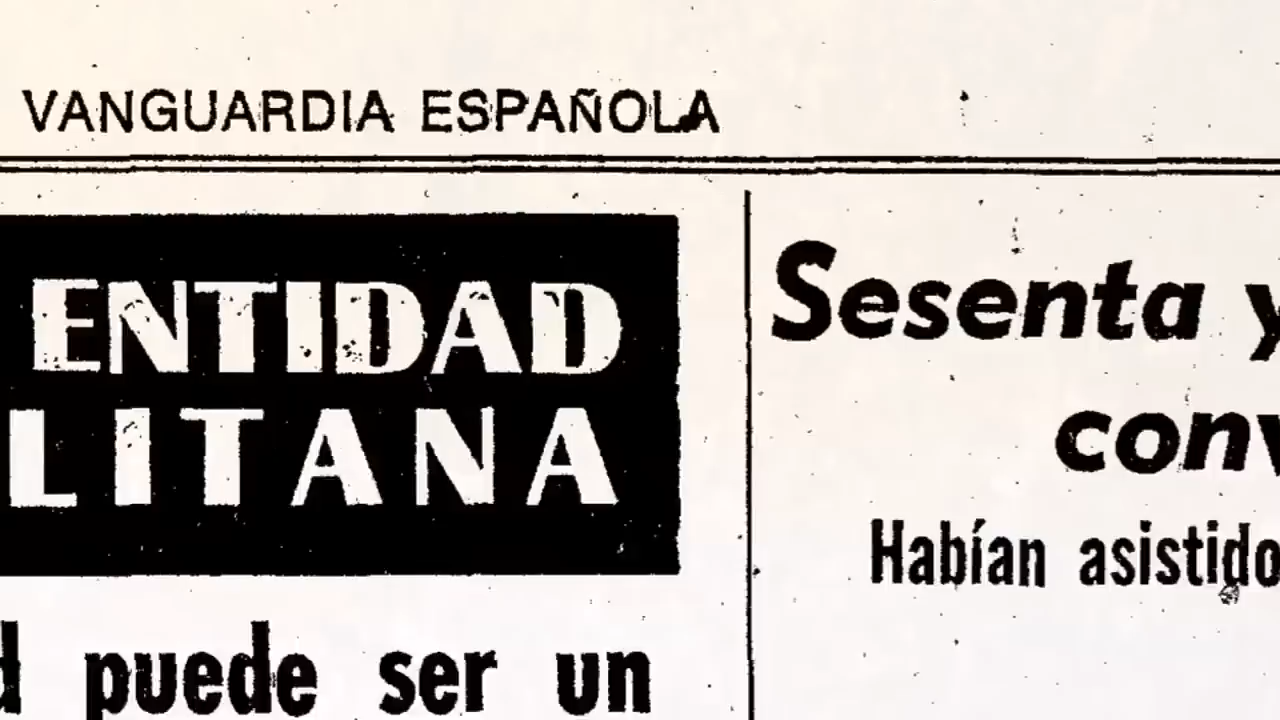 VANGUARDIA ESPAÑOLA
ENTIDAD
LITANA
d puede ser un
Sesenta y
conv
Habían asistido